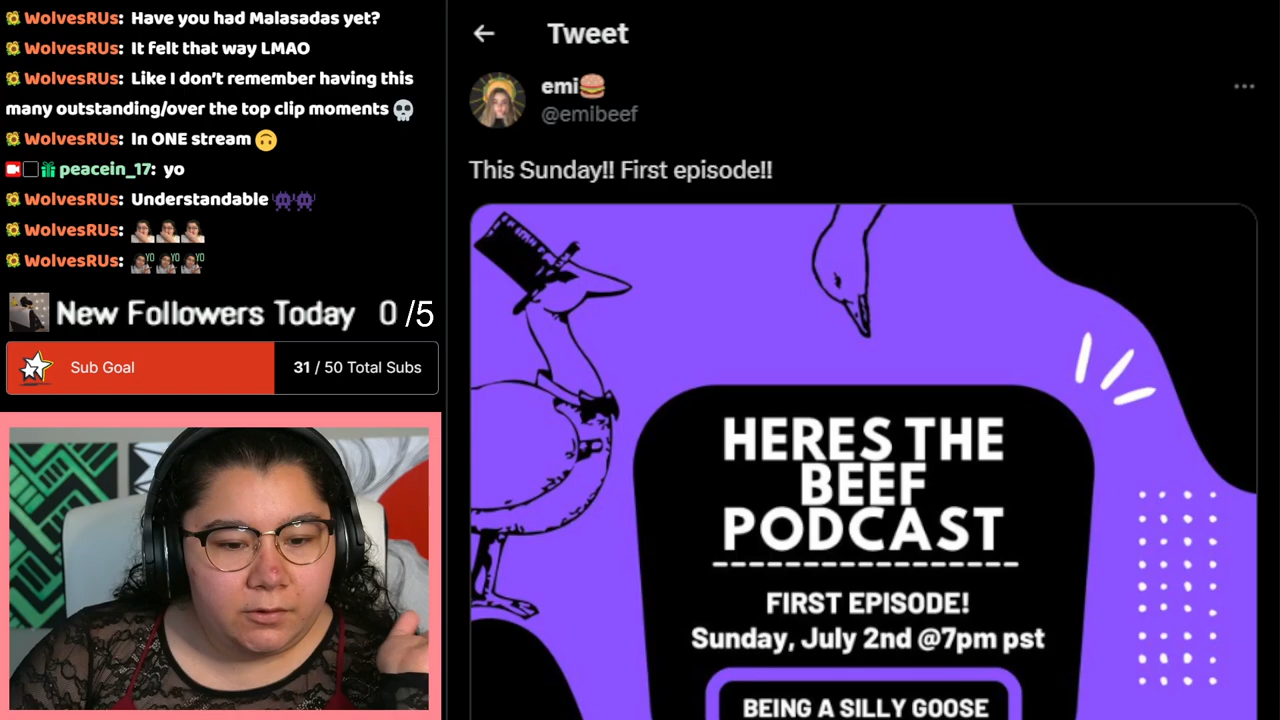 WolvesRUs: Have you had Malasadas yet?
WolvesRUs: It felt that way LMAO
WolvesRUs: Like I don't remember having this
many outstanding/over the top clip moments 💀
WolvesRUs: In ONE stream 🙃
peacein_17: yo
WolvesRUs: Understandable 👾👾
WolvesRUs:
WolvesRUs: YO YO YO
New Followers Today 0 /5
Sub Goal
31 / 50 Total Subs
Tweet
emi🍔
@emibeef
This Sunday!! First episode!!
HERES THE
BEEF
PODCAST
FIRST EPISODE!
Sunday, July 2nd @7pm pst
BEING A SILLY GOOSE